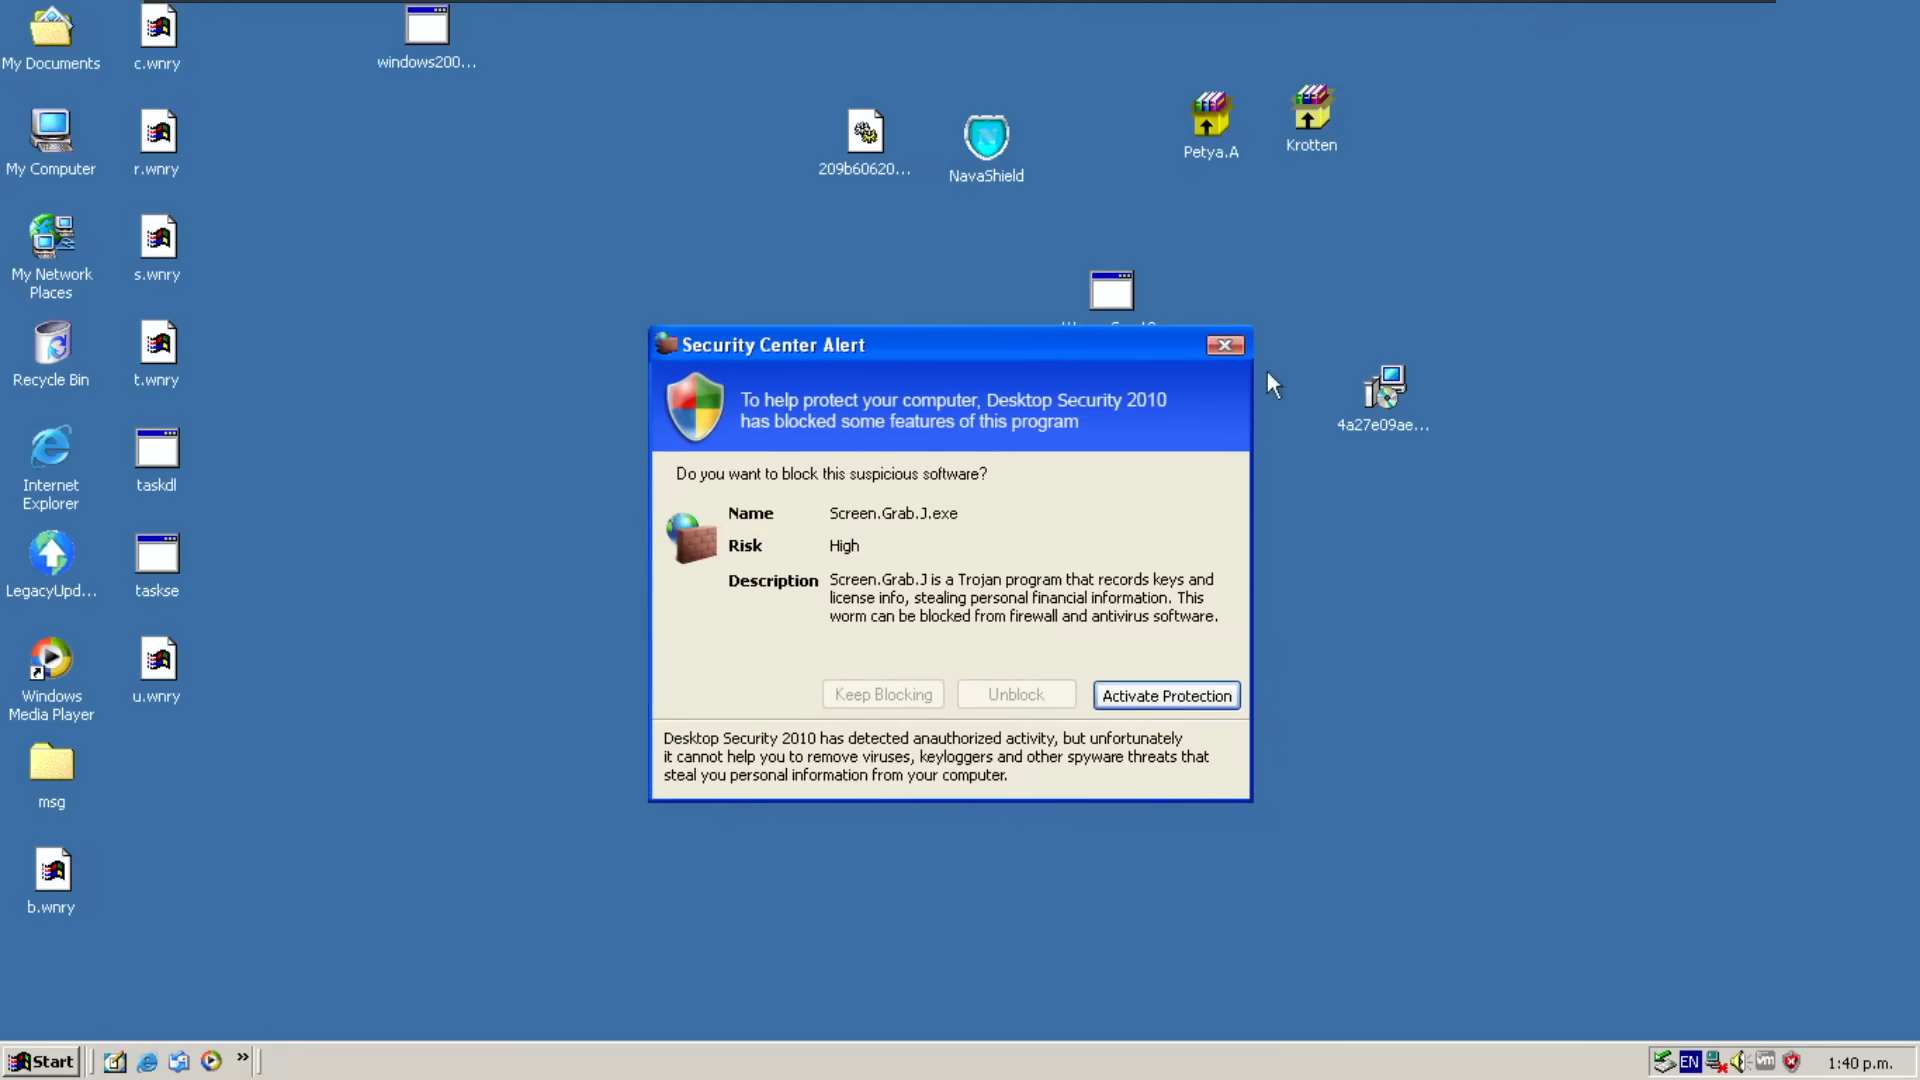 My Documents
c.wnry
windows200...
My Computer
r.wnry
209b60620...
NavaShield
Petya.A
Krotten
My Network
Places
s.wnry
Recycle Bin
t.wnry
Security Center Alert
To help protect your computer, Desktop Security 2010
has blocked some features of this program
4a27e09ae...
Do you want to block this suspicious software?
Name Screen.Grab.J.exe
Risk High
Description Screen.Grab.J is a Trojan program that records keys and
license info, stealing personal financial information. This
worm can be blocked from firewall and antivirus software.
Keep Blocking Unblock Activate Protection
Desktop Security 2010 has detected anauthorized activity, but unfortunately
it cannot help you to remove viruses, keyloggers and other spyware threats that
steal you personal information from your computer.
Internet
Explorer
taskdl
LegacyUpd...
taskse
Windows
Media Player
u.wnry
msg
b.wnry
Start
EN
vm
1:40 p.m.